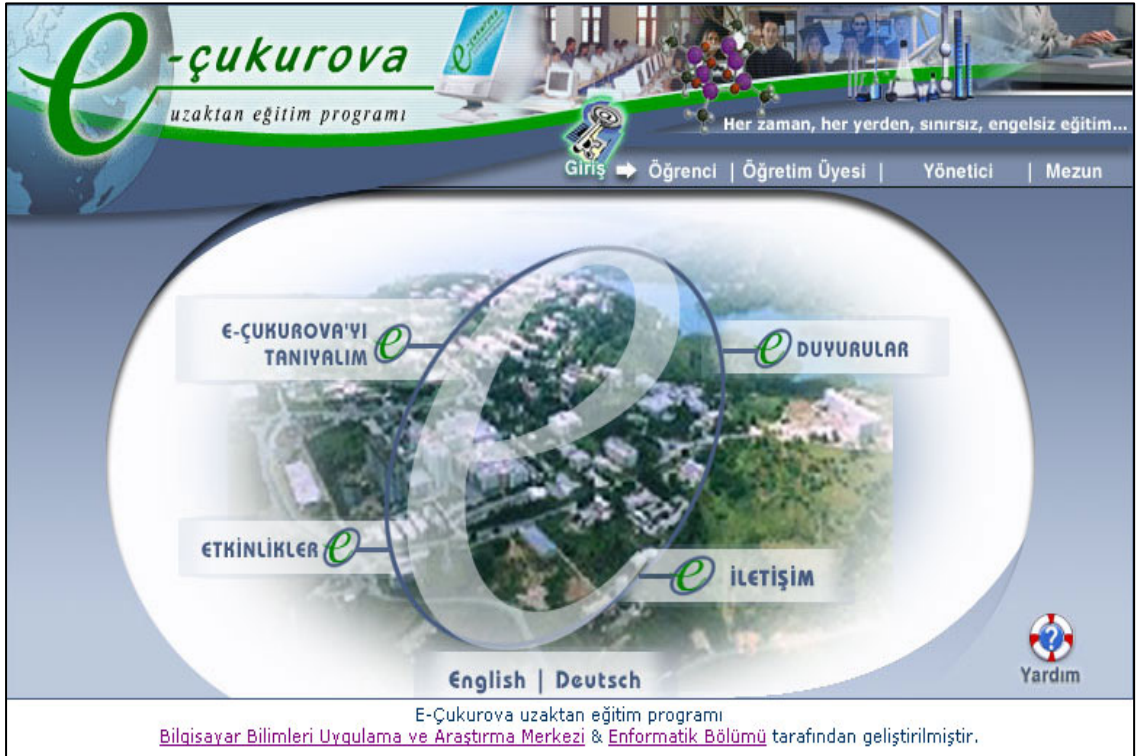 e-çukurova
uzaktan eğitim programı
e-çukurova
Her zaman, her yerden, sınırsız, engelsiz eğitim...
Giriş Öğrenci | Öğretim Üyesi | Yönetici | Mezun
E-ÇUKUROVA'YI
TANIYALIM e
e DUYURULAR
e
ETKİNLİKLER e
e İLETİŞİM
?
Yardım
English | Deutsch
E-Çukurova uzaktan eğitim programı
Bilgisayar Bilimleri Uygulama ve Araştırma Merkezi & Enformatik Bölümü tarafından geliştirilmiştir.